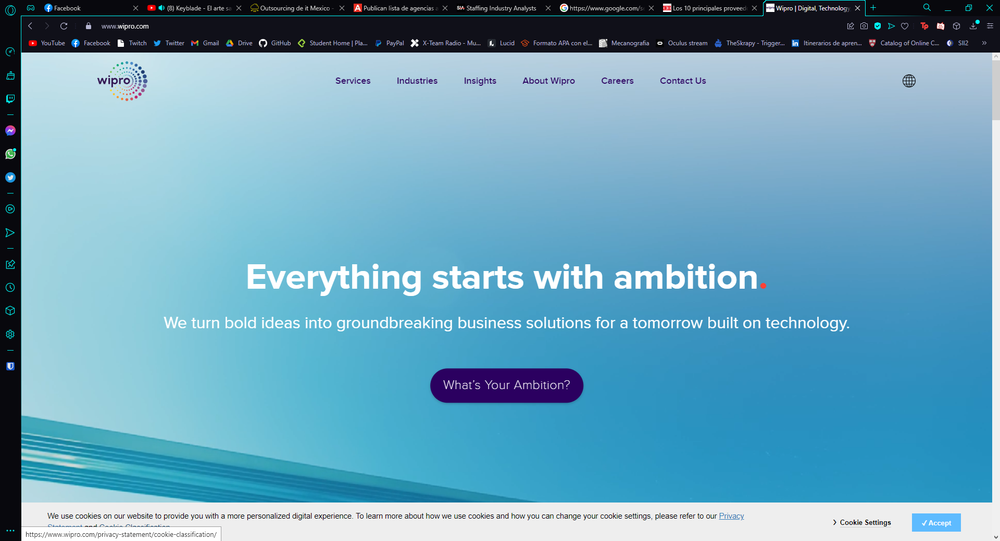 Facebook
(8) Keyblade - El arte sa
Outsourcing de it Mexico -
Publican lista de agencias a
SIA Staffing Industry Analysts
https://www.google.com/se
CIO Los 10 principales proveed
wipro Wipro | Digital, Technology
www.wipro.com
Tp
YouTube
Facebook
Twitch
Twitter
Gmail
Drive
GitHub
Student Home | Pla...
PayPal
X-Team Radio - Mu...
Lucid
Formato APA con el...
Mecanografia
Oculus stream
TheSkrapy - Trigger...
Itinerarios de apren...
Catalog of Online C...
SII2
wipro
Services
Industries
Insights
About Wipro
Careers
Contact Us
Everything starts with ambition.
We turn bold ideas into groundbreaking business solutions for a tomorrow built on technology.
What's Your Ambition?
We use cookies on our website to provide you with a more personalized digital experience. To learn more about how we use cookies and how you can change your cookie settings, please refer to our Privacy
Statement and Cookie Classification
Cookie Settings
Accept
https://www.wipro.com/privacy-statement/cookie-classification/